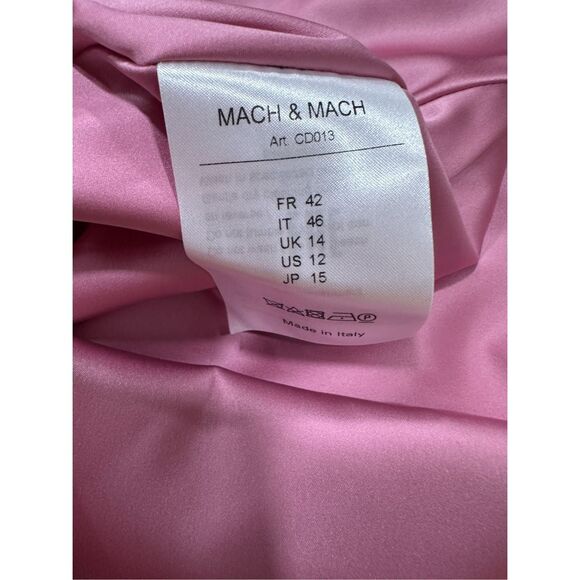 MACH & MACH
Art. CD013
FR 42
IT 46
UK 14
US 12
JP 15
Made in Italy